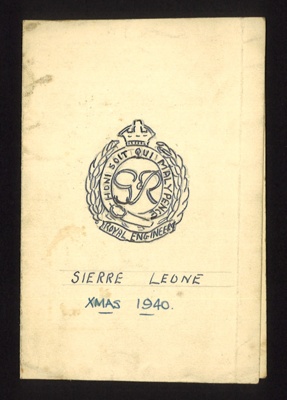 HONI SOIT QUI MAL Y PENSE
GR
ROYAL ENGINEERS
SIERRE LEONE
XMAS 1940.